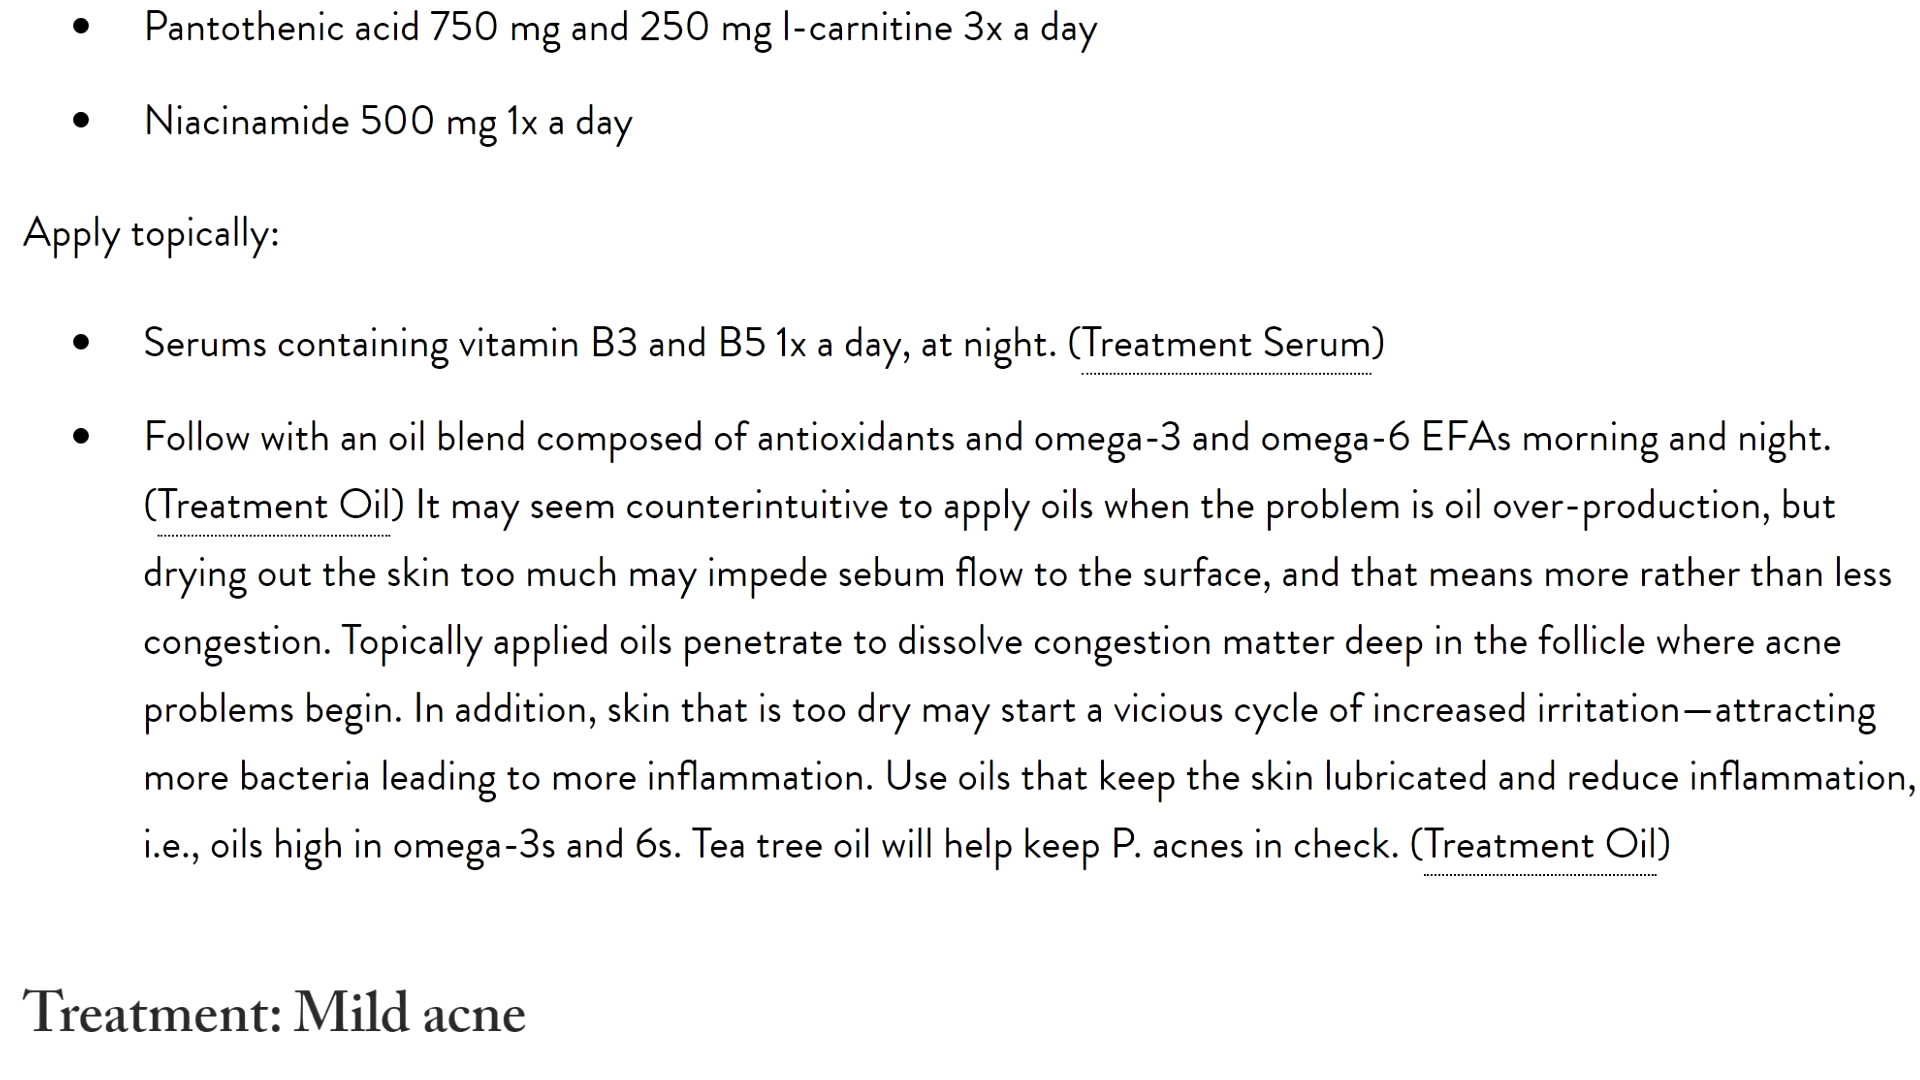 • Pantothenic acid 750 mg and 250 mg l-carnitine 3x a day
• Niacinamide 500 mg 1x a day
Apply topically:
• Serums containing vitamin B3 and B5 1x a day, at night. (Treatment Serum)
• Follow with an oil blend composed of antioxidants and omega-3 and omega-6 EFAs morning and night.
(Treatment Oil) It may seem counterintuitive to apply oils when the problem is oil over-production, but
drying out the skin too much may impede sebum flow to the surface, and that means more rather than less
congestion. Topically applied oils penetrate to dissolve congestion matter deep in the follicle where acne
problems begin. In addition, skin that is too dry may start a vicious cycle of increased irritation—attracting
more bacteria leading to more inflammation. Use oils that keep the skin lubricated and reduce inflammation,
i.e., oils high in omega-3s and 6s. Tea tree oil will help keep P. acnes in check. (Treatment Oil)
Treatment: Mild acne